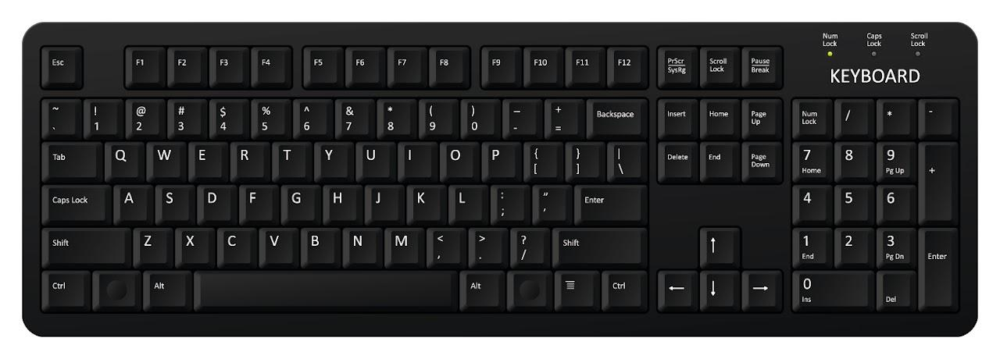 Num Lock Caps Lock Scroll Lock
KEYBOARD
Esc F1 F2 F3 F4 F5 F6 F7 F8 F9 F10 F11 F12 PrScr SysRg Scroll Lock Pause Break
~ ` ! 1 @ 2 # 3 $ 4 % 5 ^ 6 & 7 * 8 ( 9 ) 0 – - + = Backspace Insert Home Page Up Num Lock / * -
Tab Q W E R T Y U I O P { [ } ] | \ Delete End Page Down 7 Home 8 9 Pg Up +
Caps Lock A S D F G H J K L : ; ” ’ Enter 4 5 6
Shift Z X C V B N M < , > . ? / Shift ↑ 1 End 2 3 Pg Dn Enter
Ctrl Alt Alt Ctrl ← ↓ → 0 Ins Del